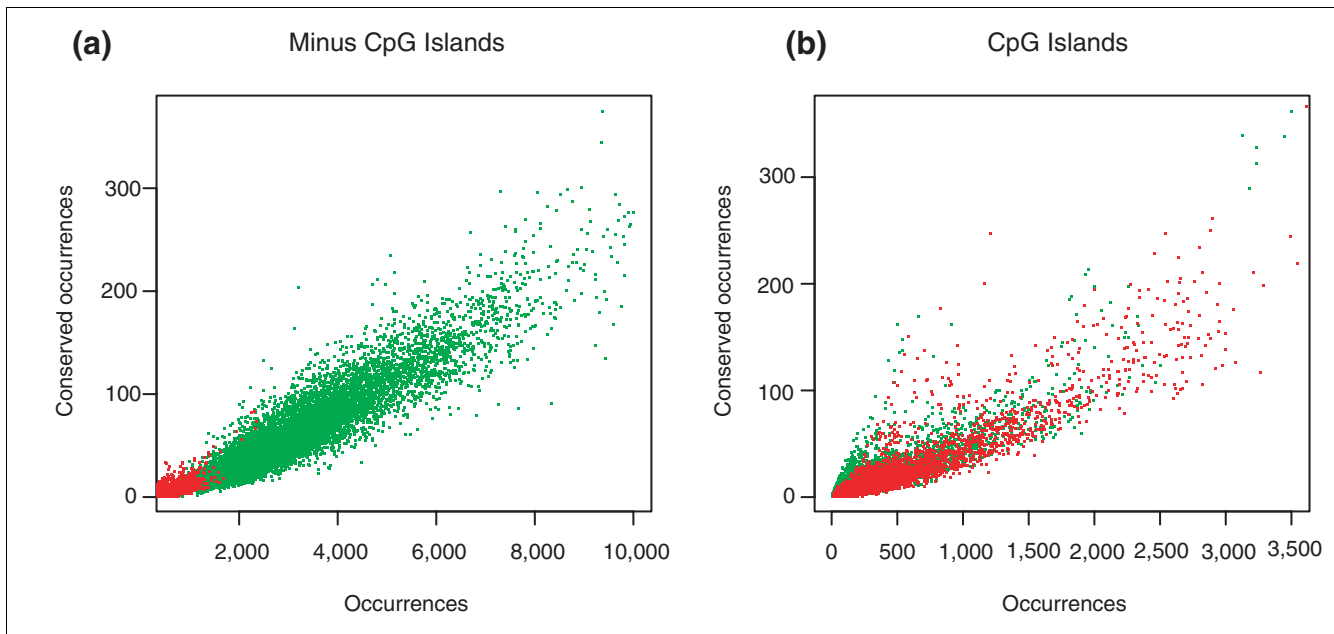 (a)
Minus CpG Islands
Conserved occurrences
300
200
100
0
2,000
4,000
6,000
8,000
10,000
Occurrences
(b)
CpG Islands
Conserved occurrences
300
200
100
0
0
500
1,000
1,500
2,000
2,500
3,000
3,500
Occurrences